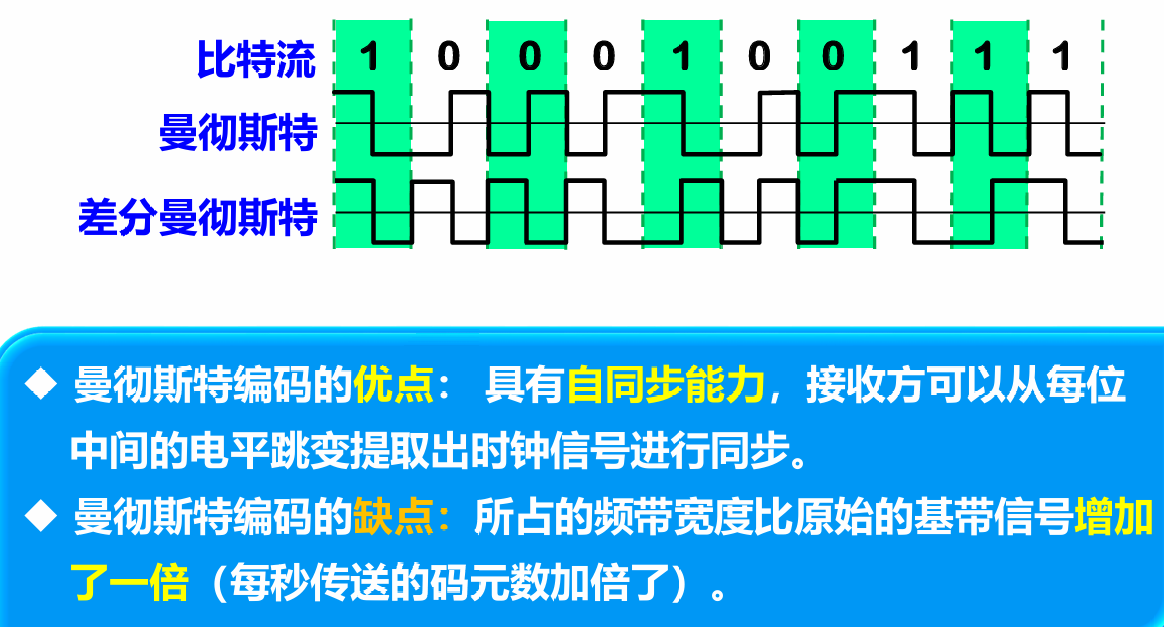 比特流 1 0 0 0 1 0 0 1 1 1
曼彻斯特
差分曼彻斯特
◆ 曼彻斯特编码的优点： 具有自同步能力，接收方可以从每位
中间的电平跳变提取出时钟信号进行同步。
◆ 曼彻斯特编码的缺点：所占的频带宽度比原始的基带信号增加
了一倍（每秒传送的码元数加倍了）。